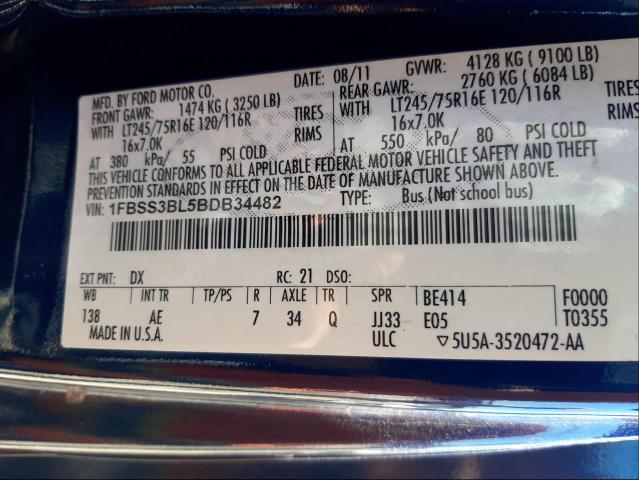 MFD. BY FORD MOTOR CO. DATE: 08/11 GVWR: 4128 KG ( 9100 LB)
FRONT GAWR: 1474 KG ( 3250 LB) REAR GAWR: 2760 KG ( 6084 LB)
WITH LT245/75R16E 120/116R TIRES WITH LT245/75R16E 120/116R TIRES
16x7.0K RIMS 16x7.0K RIMS
AT 380 kPa/ 55 PSI COLD AT 550 kPa/ 80 PSI COLD
THIS VEHICLE CONFORMS TO ALL APPLICABLE FEDERAL MOTOR VEHICLE SAFETY AND THEFT
PREVENTION STANDARDS IN EFFECT ON THE DATE OF MANUFACTURE SHOWN ABOVE.
VIN: 1FBSS3BL5BDB34482 TYPE: Bus (Not School bus)
EXT PNT: DX RC: 21 DSO:
WB INT TR TP/PS R AXLE TR SPR BE414 F0000
138 AE 7 34 Q JJ33 E05 T0355
MADE IN U.S.A. ULC ▽5U5A-3520472-AA